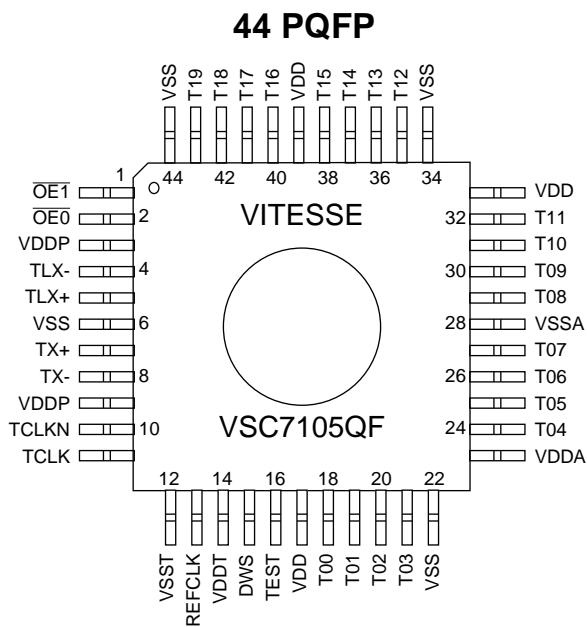 44 PQFP
VSS T19 T18 T17 T16 VDD T15 T14 T13 T12 VSS
44 42 40 38 36 34
1 2 4 6 8 10
OE1
OE0
VDDP
TLX-
TLX+
VSS
TX+
TX-
VDDP
TCLKN
TCLK
VITESSE
VSC7105QF
32 30 28 26 24
VDD
T11
T10
T09
T08
VSSA
T07
T06
T05
T04
VDDA
12 14 16 18 20 22
VSST REFCLK VDDT DWS TEST VDD T00 T01 T02 T03 VSS